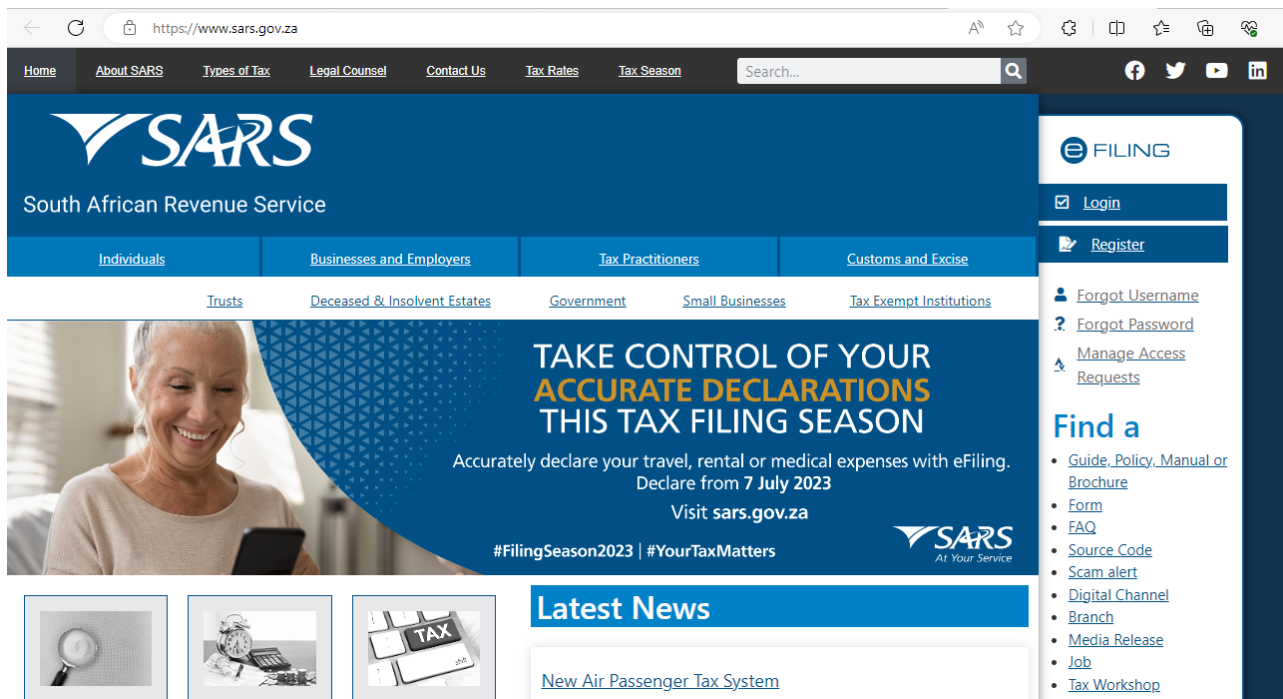 https://www.sars.gov.za
Home About SARS Types of Tax Legal Counsel Contact Us Tax Rates Tax Season Search...
SARS
South African Revenue Service
Individuals Businesses and Employers Tax Practitioners Customs and Excise
Trusts Deceased & Insolvent Estates Government Small Businesses Tax Exempt Institutions
TAKE CONTROL OF YOUR
ACCURATE DECLARATIONS
THIS TAX FILING SEASON
Accurately declare your travel, rental or medical expenses with eFiling.
Declare from 7 July 2023
Visit sars.gov.za
#FilingSeason2023 | #YourTaxMatters
SARS
At Your Service
TAX
shift
Latest News
New Air Passenger Tax System
e FILING
Login
Register
Forgot Username
? Forgot Password
Manage Access
Requests
Find a
• Guide, Policy, Manual or
Brochure
• Form
• FAQ
• Source Code
• Scam alert
• Digital Channel
• Branch
• Media Release
• Job
• Tax Workshop